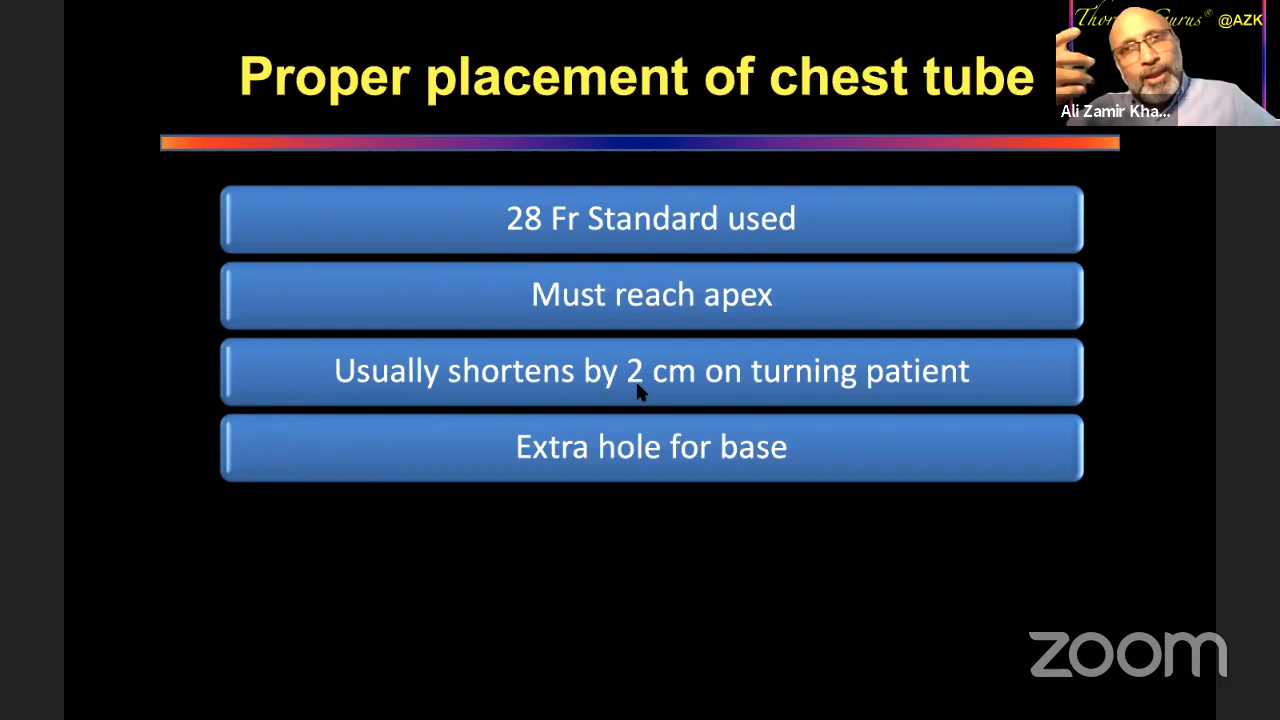 Proper placement of chest tube
@AZK
Ali Zamir Kha...
28 Fr Standard used
Must reach apex
Usually shortens by 2 cm on turning patient
Extra hole for base
zoom